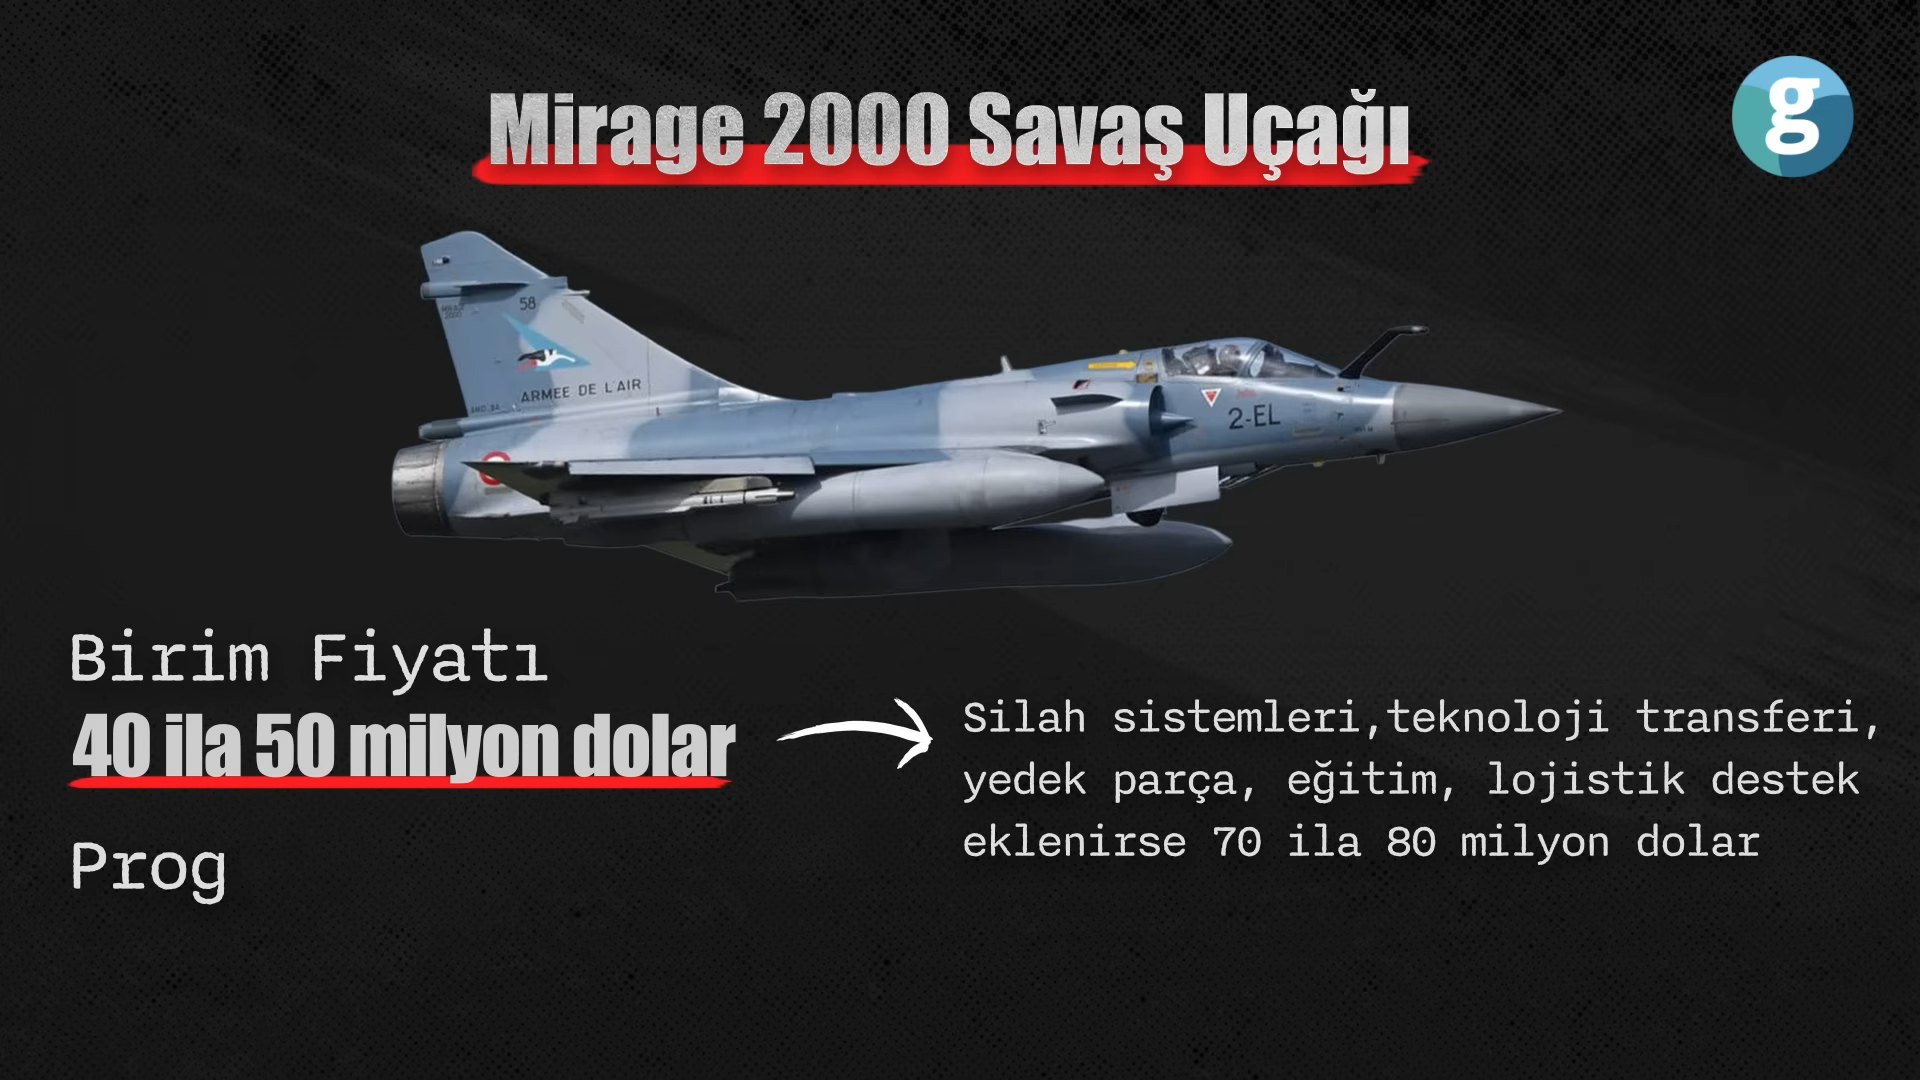 Mirage 2000 Savaş Uçağı
g
58
ARMEE DE L'AIR
2-EL
Birim Fiyatı
40 ila 50 milyon dolar
Silah sistemleri,teknoloji transferi,
yedek parça, eğitim, lojistik destek
eklenirse 70 ila 80 milyon dolar
Prog